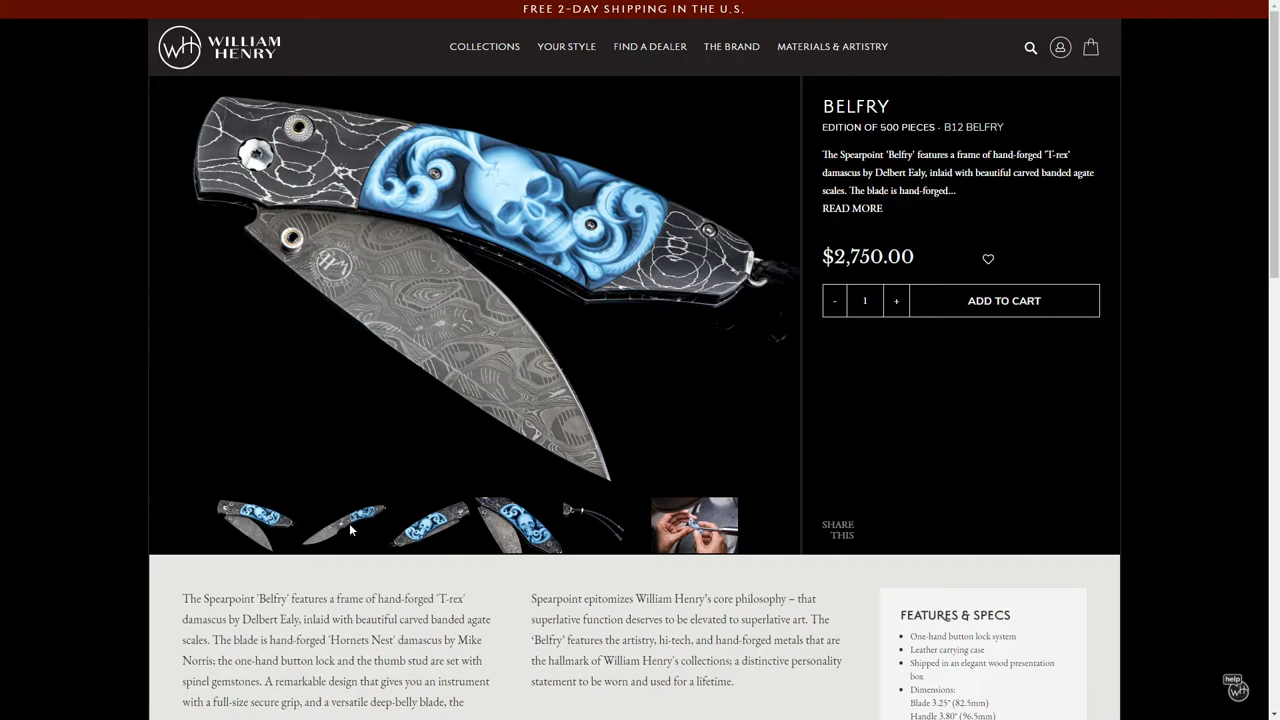 FREE 2-DAY SHIPPING IN THE U.S.
WH WILLIAM HENRY
COLLECTIONS YOUR STYLE FIND A DEALER THE BRAND MATERIALS & ARTISTRY
BELFRY
EDITION OF 500 PIECES - B12 BELFRY
The Spearpoint 'Belfry' features a frame of hand-forged 'T-rex'
damascus by Delbert Ealy, inlaid with beautiful carved banded agate
scales. The blade is hand-forged...
READ MORE
$2,750.00
- 1 + ADD TO CART
WH
SHARE
THIS
The Spearpoint 'Belfry' features a frame of hand-forged 'T-rex'
damascus by Delbert Ealy, inlaid with beautiful carved banded agate
scales. The blade is hand-forged 'Hornets Nest' damascus by Mike
Norris; the one-hand button lock and the thumb stud are set with
spinel gemstones. A remarkable design that gives you an instrument
with a full-size secure grip, and a versatile deep-belly blade, the
Spearpoint epitomizes William Henry's core philosophy – that
superlative function deserves to be elevated to superlative art. The
'Belfry' features the artistry, hi-tech, and hand-forged metals that are
the hallmark of William Henry's collections; a distinctive personality
statement to be worn and used for a lifetime.
FEATURES & SPECS
One-hand button lock system
Leather carrying case
Shipped in an elegant wood presentation
box
Dimensions:
Blade 3.25" (82.5mm)
Handle 3.80" (96.5mm)
help
WH